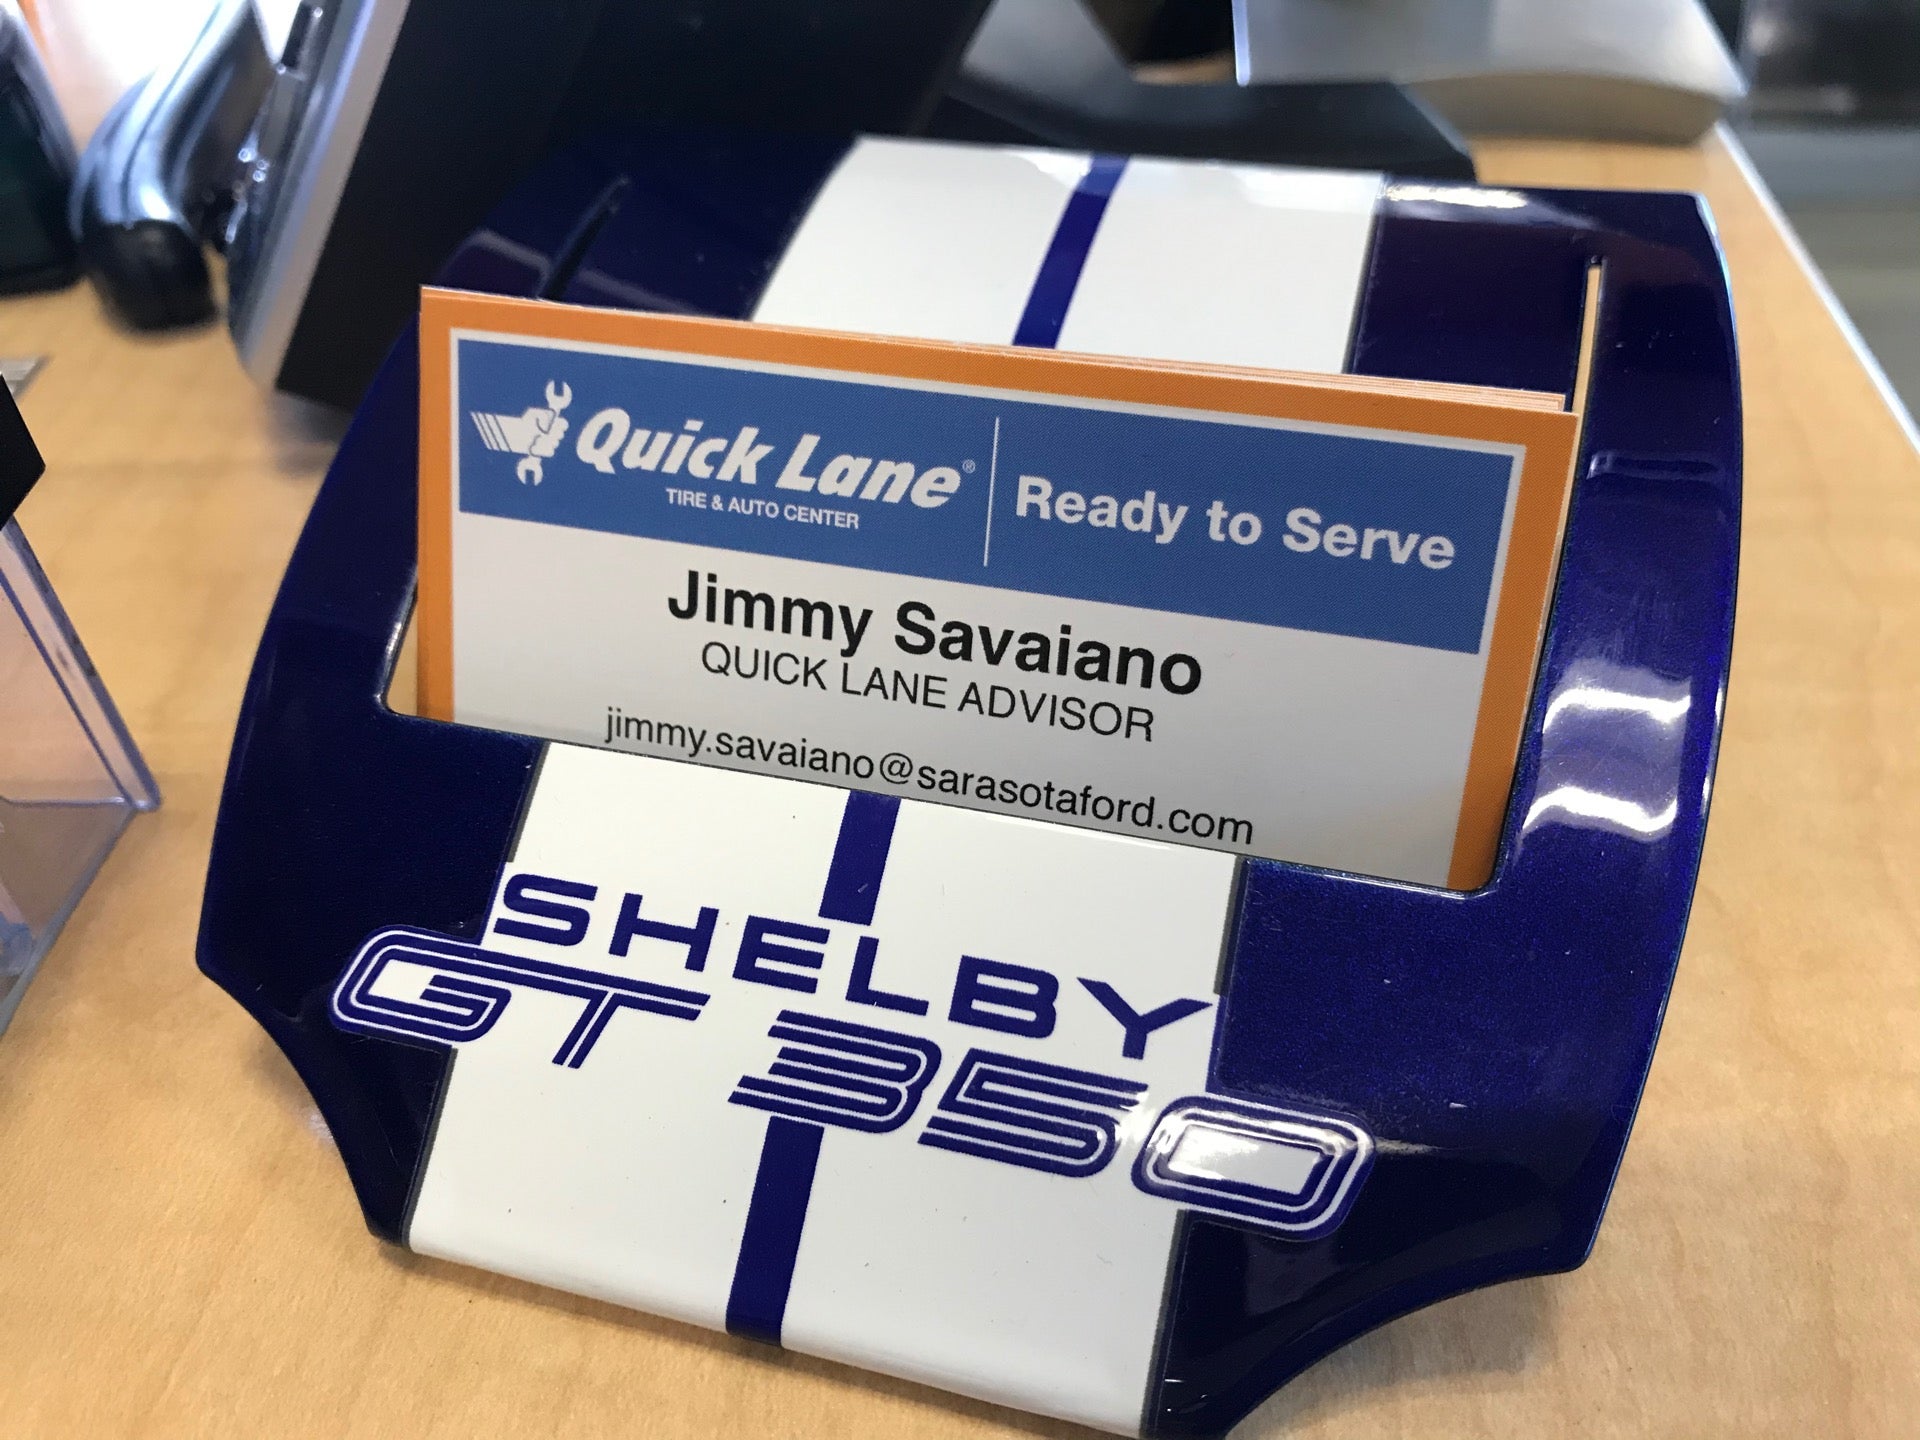 Quick Lane®
TIRE & AUTO CENTER
Ready to Serve
Jimmy Savaiano
QUICK LANE ADVISOR
jimmy.savaiano@sarasotaford.com
SHELBY
GT 350